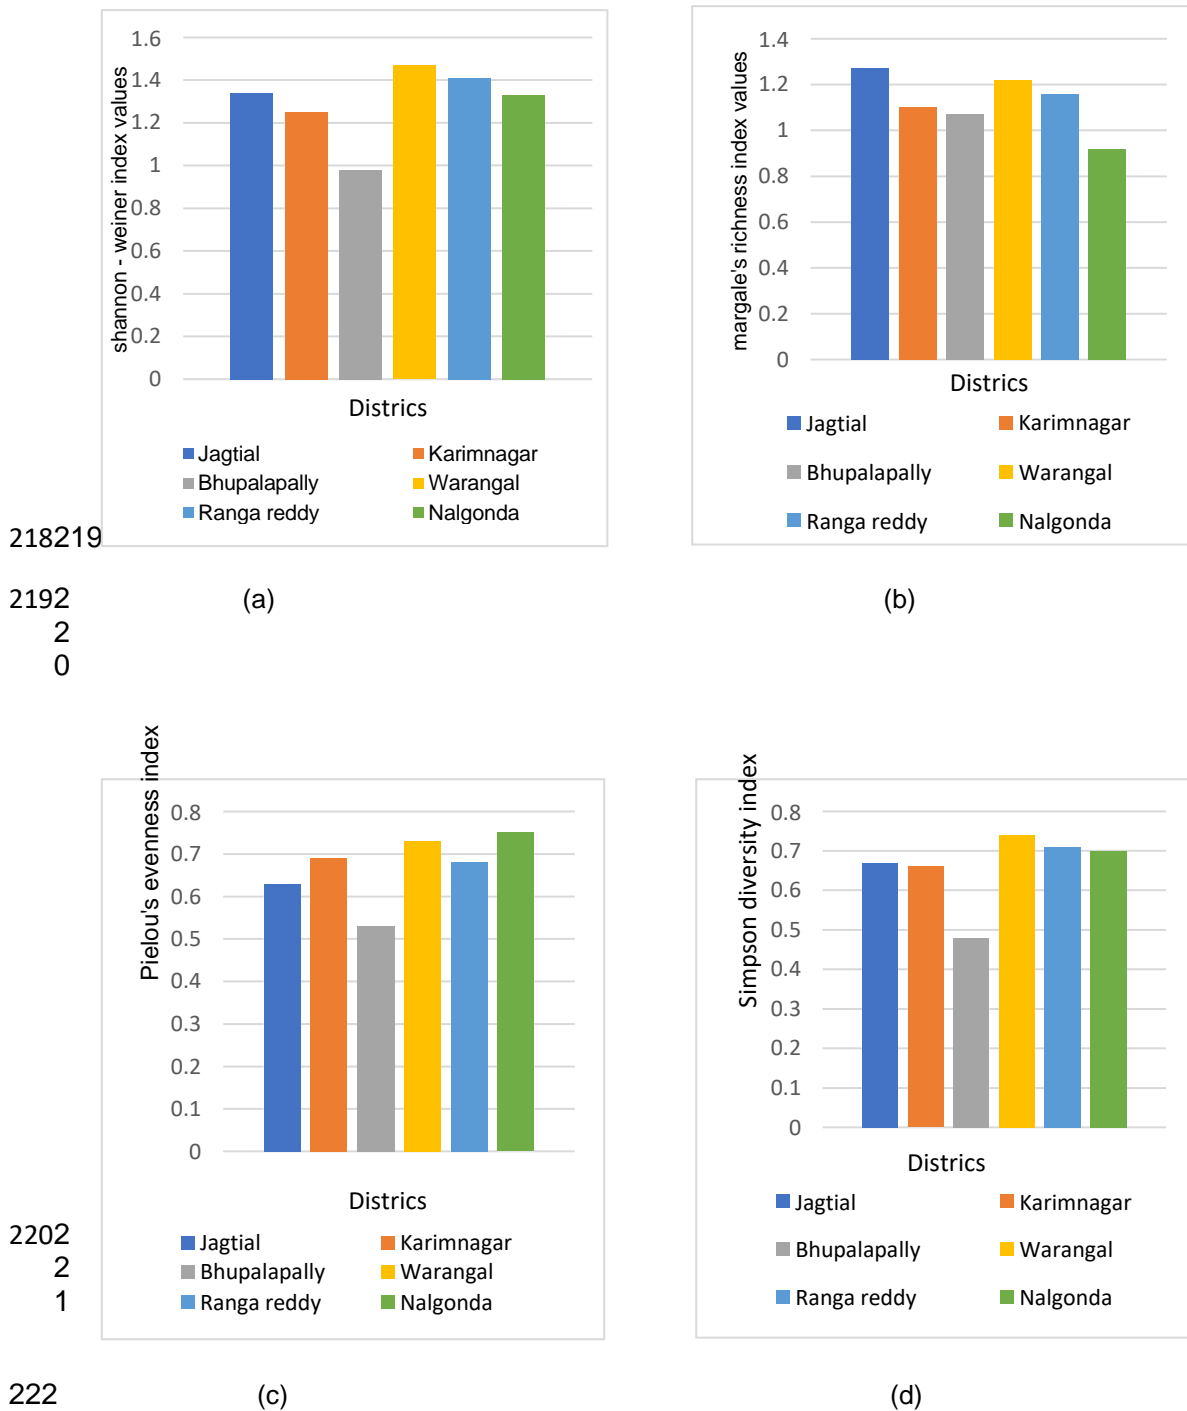 shannon - weiner index values
1.6
1.4
1.2
1
0.8
0.6
0.4
0.2
0
Districs
Jagtial Karimnagar
Bhupalapally Warangal
Ranga reddy Nalgonda
margale's richness index values
1.4
1.2
1
0.8
0.6
0.4
0.2
0
Districs
Jagtial Karimnagar
Bhupalapally Warangal
Ranga reddy Nalgonda
218219
2192
2
0
(a) (b)
Pielou's evenness index
0.8
0.7
0.6
0.5
0.4
0.3
0.2
0.1
0
Districs
Jagtial Karimnagar
Bhupalapally Warangal
Ranga reddy Nalgonda
Simpson diversity index
0.8
0.7
0.6
0.5
0.4
0.3
0.2
0.1
0
Districs
Jagtial Karimnagar
Bhupalapally Warangal
Ranga reddy Nalgonda
2202
2
1
222 (c) (d)